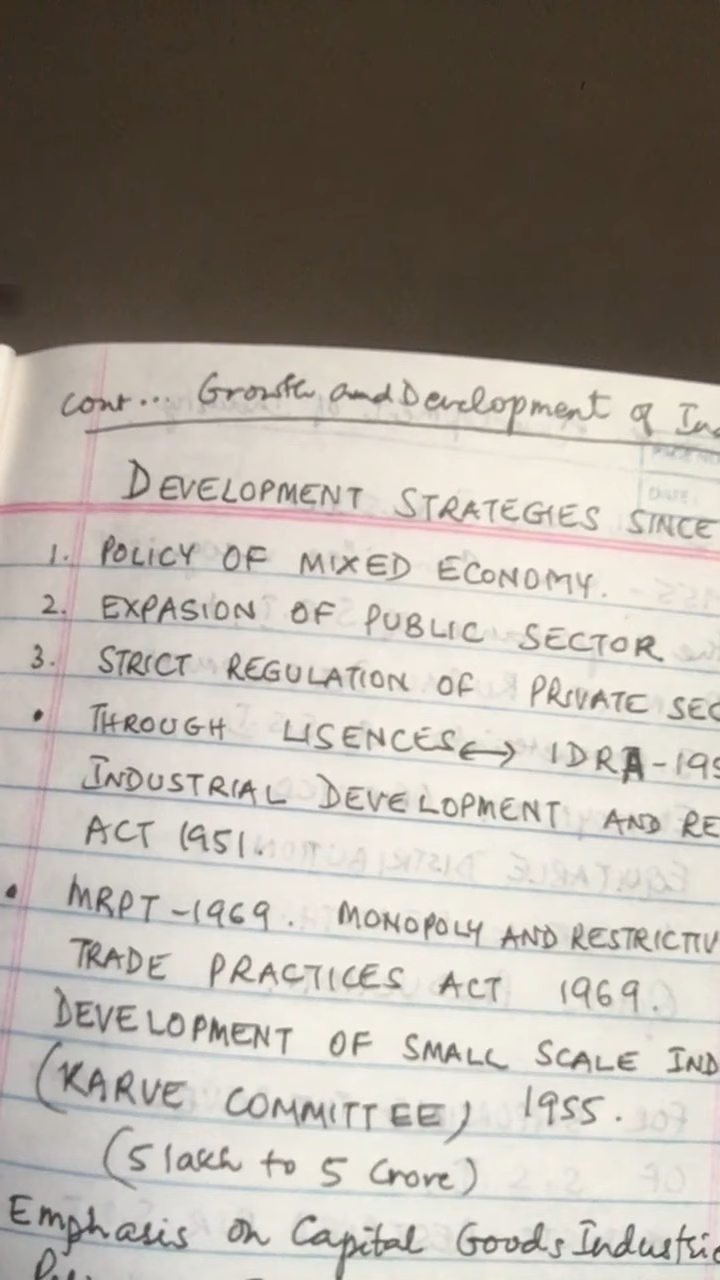 cont... Growth and Development of Ind
DEVELOPMENT STRATEGIES SINCE
1. POLICY OF MIXED ECONOMY.
2. EXPASION OF PUBLIC SECTOR
3. STRICT REGULATION OF PRIVATE SEC
• THROUGH LISENCES ↔ IDRA-195
INDUSTRIAL DEVELOPMENT AND RE
ACT 1951.
• MRPT-1969. MONOPOLY AND RESTRICTIV
TRADE PRACTICES ACT 1969.
DEVELOPMENT OF SMALL SCALE IND
(KARVE COMMITTEE) 1955.
(5 lakh to 5 Crore)
Emphasis on Capital Goods Industrie